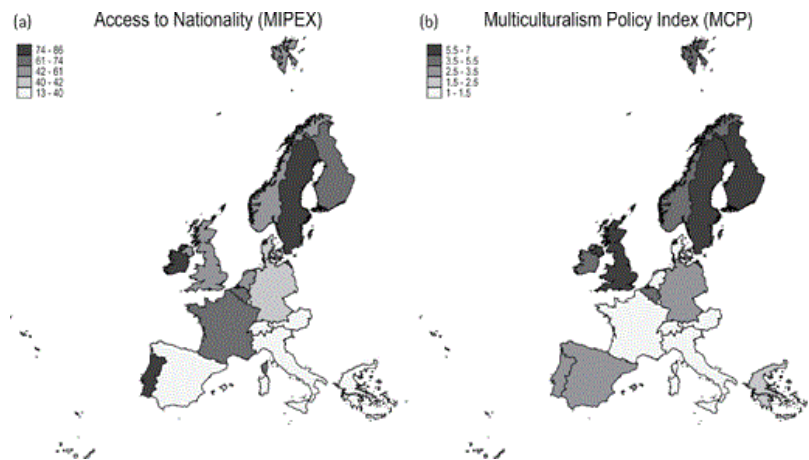 (a) Access to Nationality (MIPEX)
74 - 86
61 - 74
42 - 61
40 - 42
13 - 40
(b) Multiculturalism Policy Index (MCP)
5.5 - 7
3.5 - 5.5
2.5 - 3.5
1.5 - 2.5
1 - 1.5